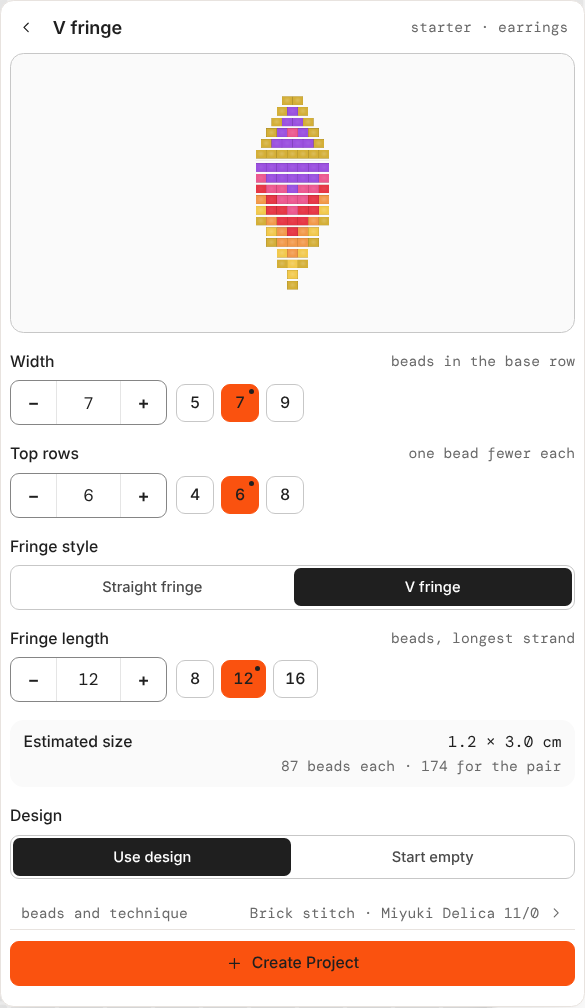 V fringe
starter · earrings
Width
beads in the base row
− 7 + 5 7 9
Top rows
one bead fewer each
− 6 + 4 6 8
Fringe style
Straight fringe
V fringe
Fringe length
beads, longest strand
− 12 + 8 12 16
Estimated size
1.2 × 3.0 cm
87 beads each · 174 for the pair
Design
Use design
Start empty
beads and technique
Brick stitch · Miyuki Delica 11/0
+ Create Project